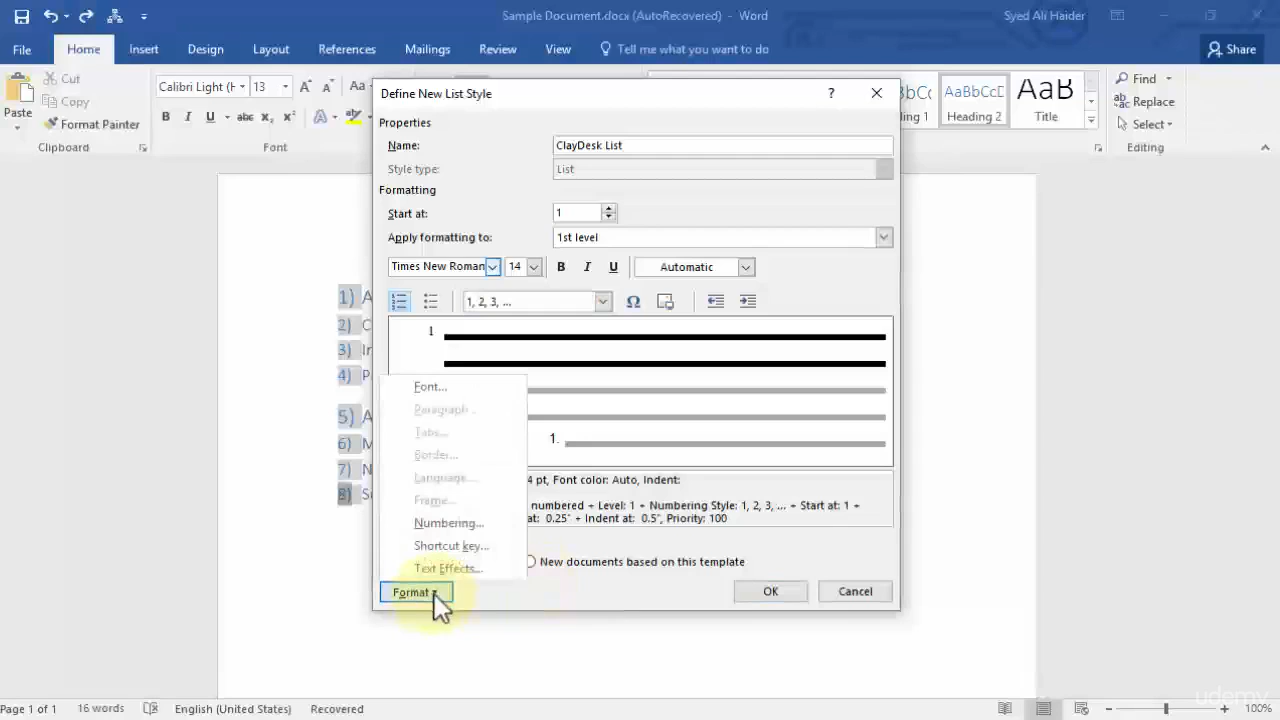 Sample Document.docx (AutoRecovered) - Word
Syed Ali Haider
File Home Insert Design Layout References Mailings Review View Tell me what you want to do Share
Paste
Cut
Copy
Format Painter
Clipboard
Calibri Light (H 13
Aa
B I U abc x₂ x²
Font
AaBbCcD
Heading 2
AaB
Title
Find
Replace
Select
Editing
Define New List Style
Properties
Name: ClayDesk List
Style type: List
Formatting
Start at: 1
Apply formatting to: 1st level
Times New Roman 14 B I U Automatic
1, 2, 3, ... Ω
1
1.
4 pt, Font color: Auto, Indent:
numbered + Level: 1 + Numbering Style: 1, 2, 3, ... + Start at: 1 +
at: 0.25" + Indent at: 0.5", Priority: 100
New documents based on this template
Font...
Paragraph...
Tabs...
Border...
Language...
Frame...
Numbering...
Shortcut key...
Text Effects...
Format
OK Cancel
1) A
2) C
3) In
4) P
5) A
6) M
7) N
8) S
Page 1 of 1 16 words English (United States) Recovered 100%
udemy